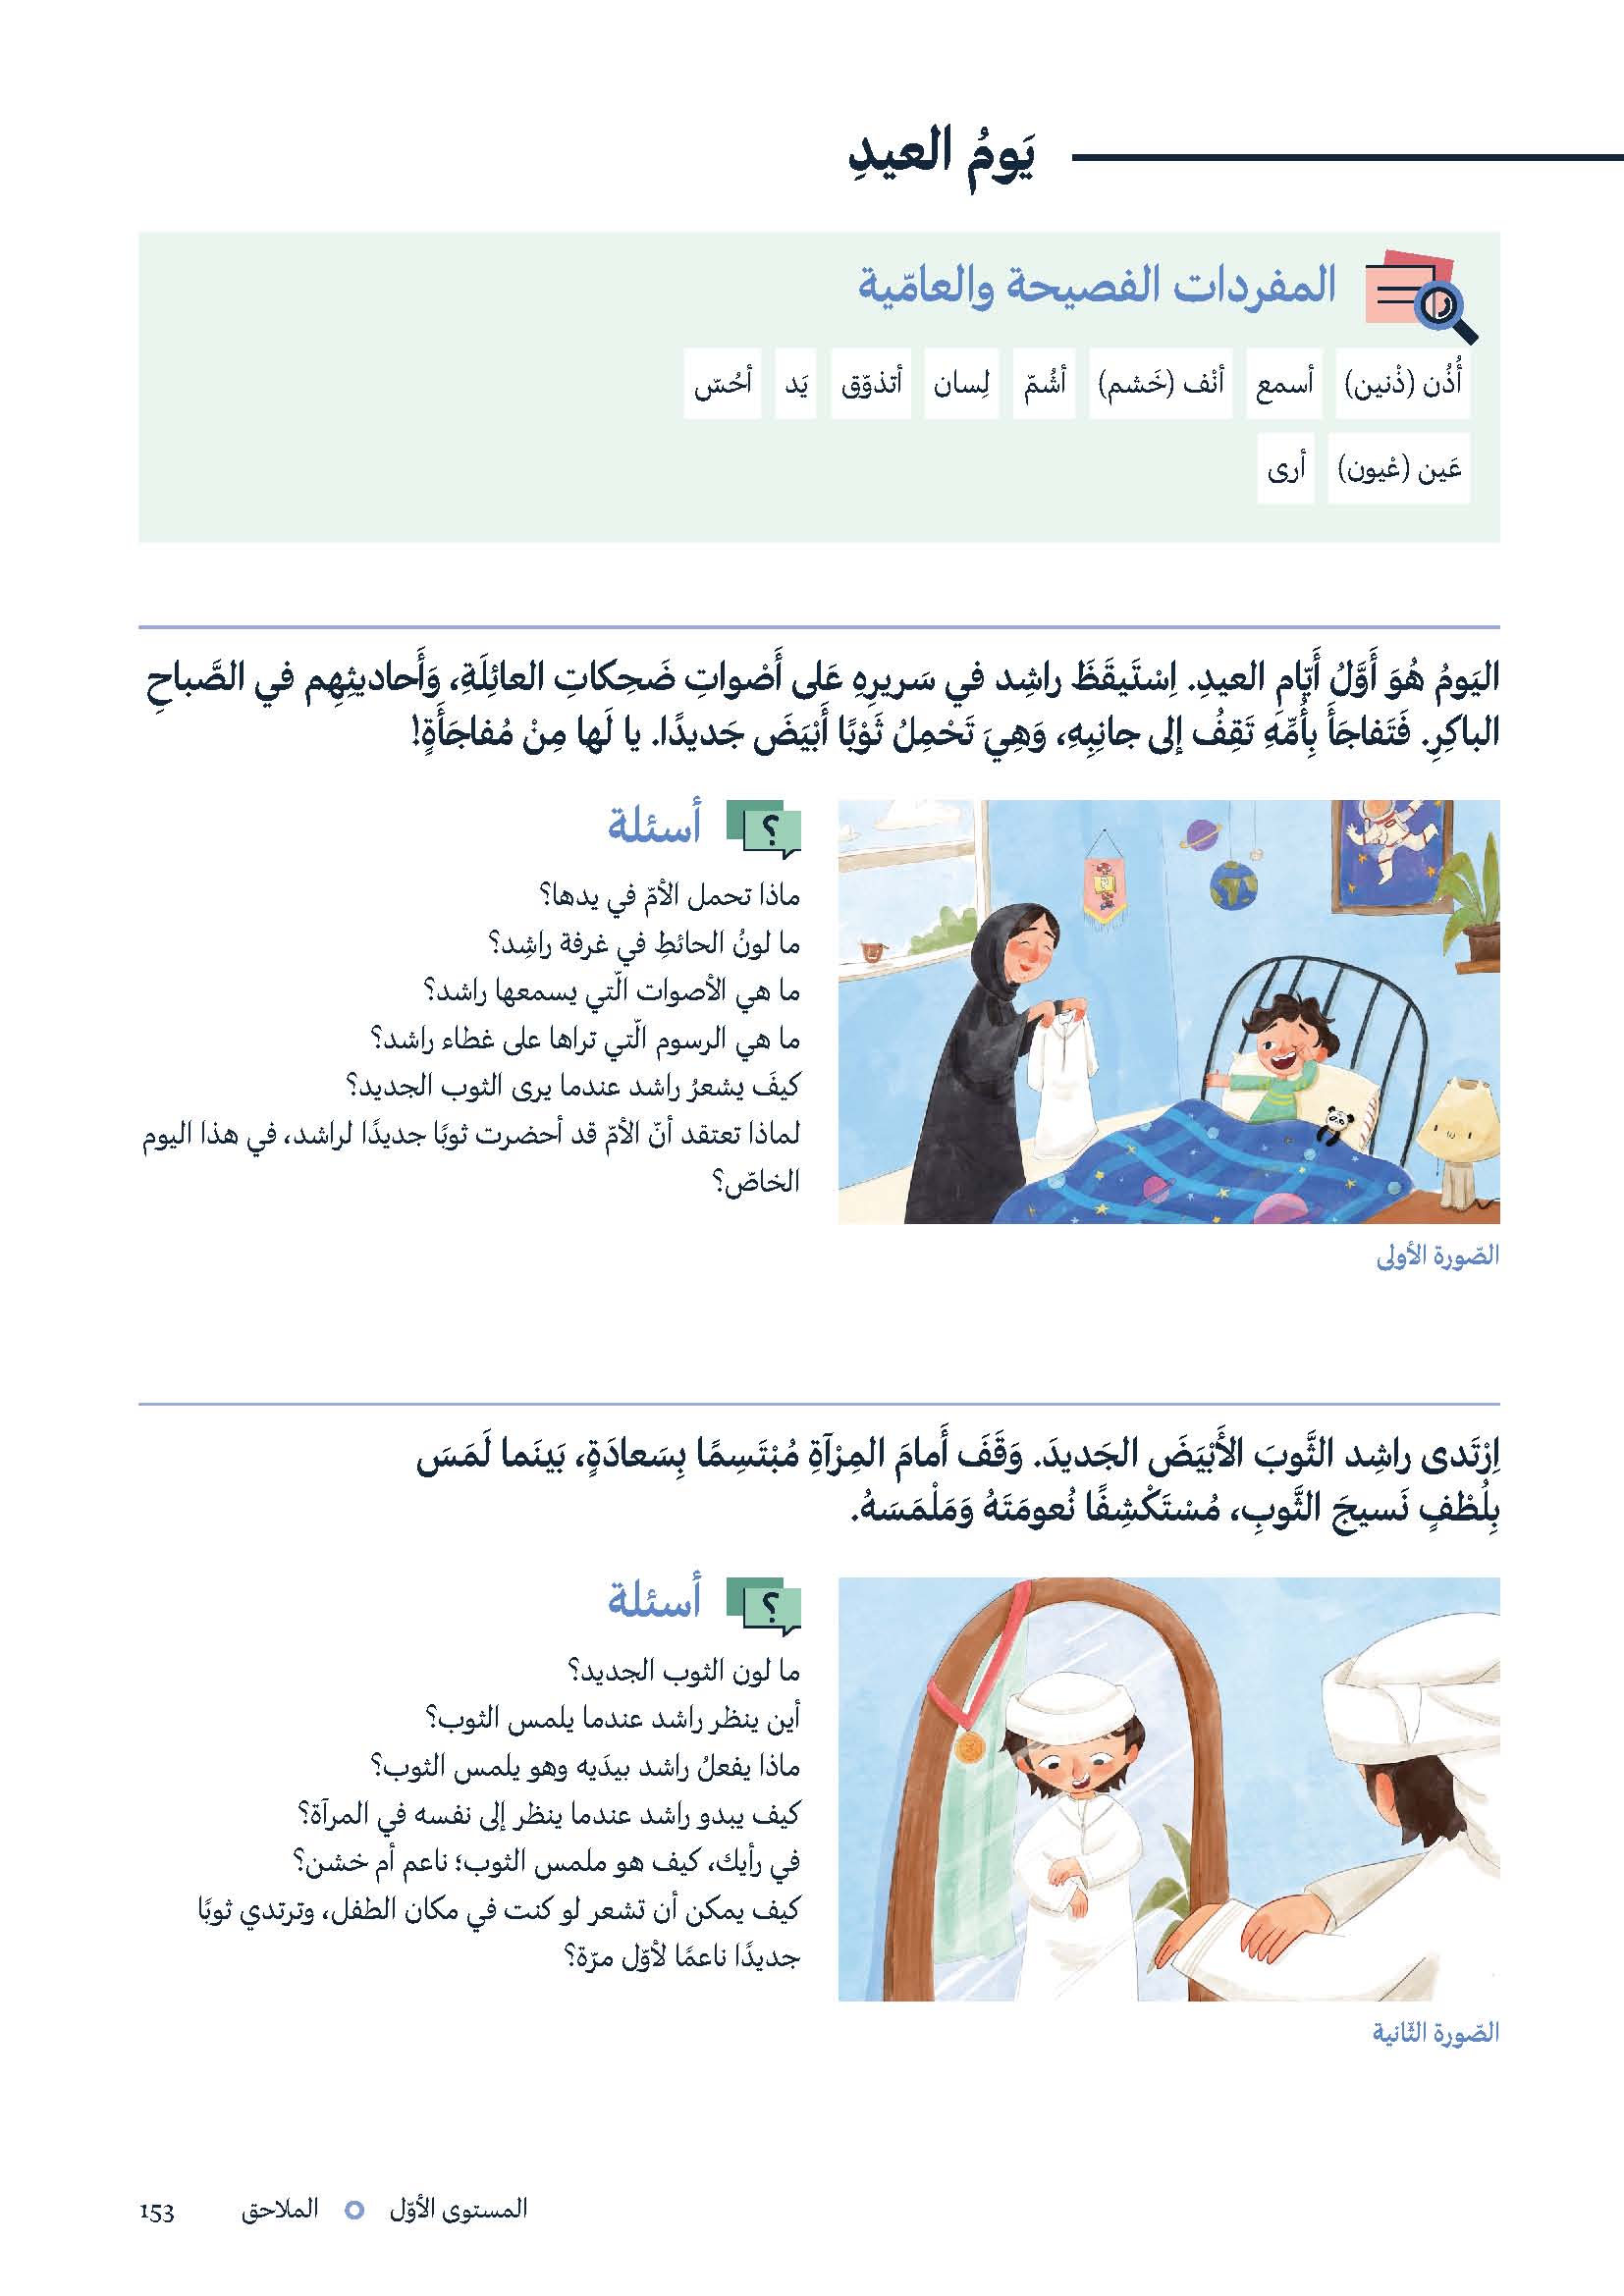 يَومُ العيدِ
المفردات الفصيحة والعامّية
أُذُن (ذْنين) أسمع أنْف (خَشم) أشُمّ لِسان أتذوّق يَد أحُسّ
عَين (عْيون) أرى
اليَومُ هُوَ أَوَّلُ أَيّامِ العيدِ. اِسْتَيقَظَ راشِد في سَريرِهِ عَلى أَصْواتِ ضَحِكاتِ العائِلَةِ، وَأَحاديثِهِم في الصَّباحِ
الباكِرِ. فَتَفاجَأَ بِأُمِّهِ تَقِفُ إلى جانِبِهِ، وَهِيَ تَحْمِلُ ثَوْبًا أَبْيَضَ جَديدًا. يا لَها مِنْ مُفاجَأَةٍ!
؟ أسئلة
ماذا تحمل الأمّ في يدها؟
ما لونُ الحائطِ في غرفة راشِد؟
ما هي الأصوات الّتي يسمعها راشد؟
ما هي الرسوم الّتي تراها على غطاء راشد؟
كيفَ يشعرُ راشد عندما يرى الثوب الجديد؟
لماذا تعتقد أنّ الأمّ قد أحضرت ثوبًا جديدًا لراشد، في هذا اليوم
الخاصّ؟
الصّورة الأولى
اِرْتَدى راشِد الثَّوبَ الأَبْيَضَ الجَديدَ. وَقَفَ أَمامَ المِرْآةِ مُبْتَسِمًا بِسَعادَةٍ، بَينَما لَمَسَ
بِلُطْفٍ نَسيجَ الثَّوبِ، مُسْتَكْشِفًا نُعومَتَهُ وَمَلْمَسَهُ.
؟ أسئلة
ما لون الثوب الجديد؟
أين ينظر راشد عندما يلمس الثوب؟
ماذا يفعلُ راشد بيدَيه وهو يلمس الثوب؟
كيف يبدو راشد عندما ينظر إلى نفسه في المرآة؟
في رأيك، كيف هو ملمس الثوب؛ ناعم أم خشن؟
كيف يمكن أن تشعر لو كنت في مكان الطفل، وترتدي ثوبًا
جديدًا ناعمًا لأوّل مرّة؟
الصّورة الثّانية
المستوى الأوّل الملاحق 153